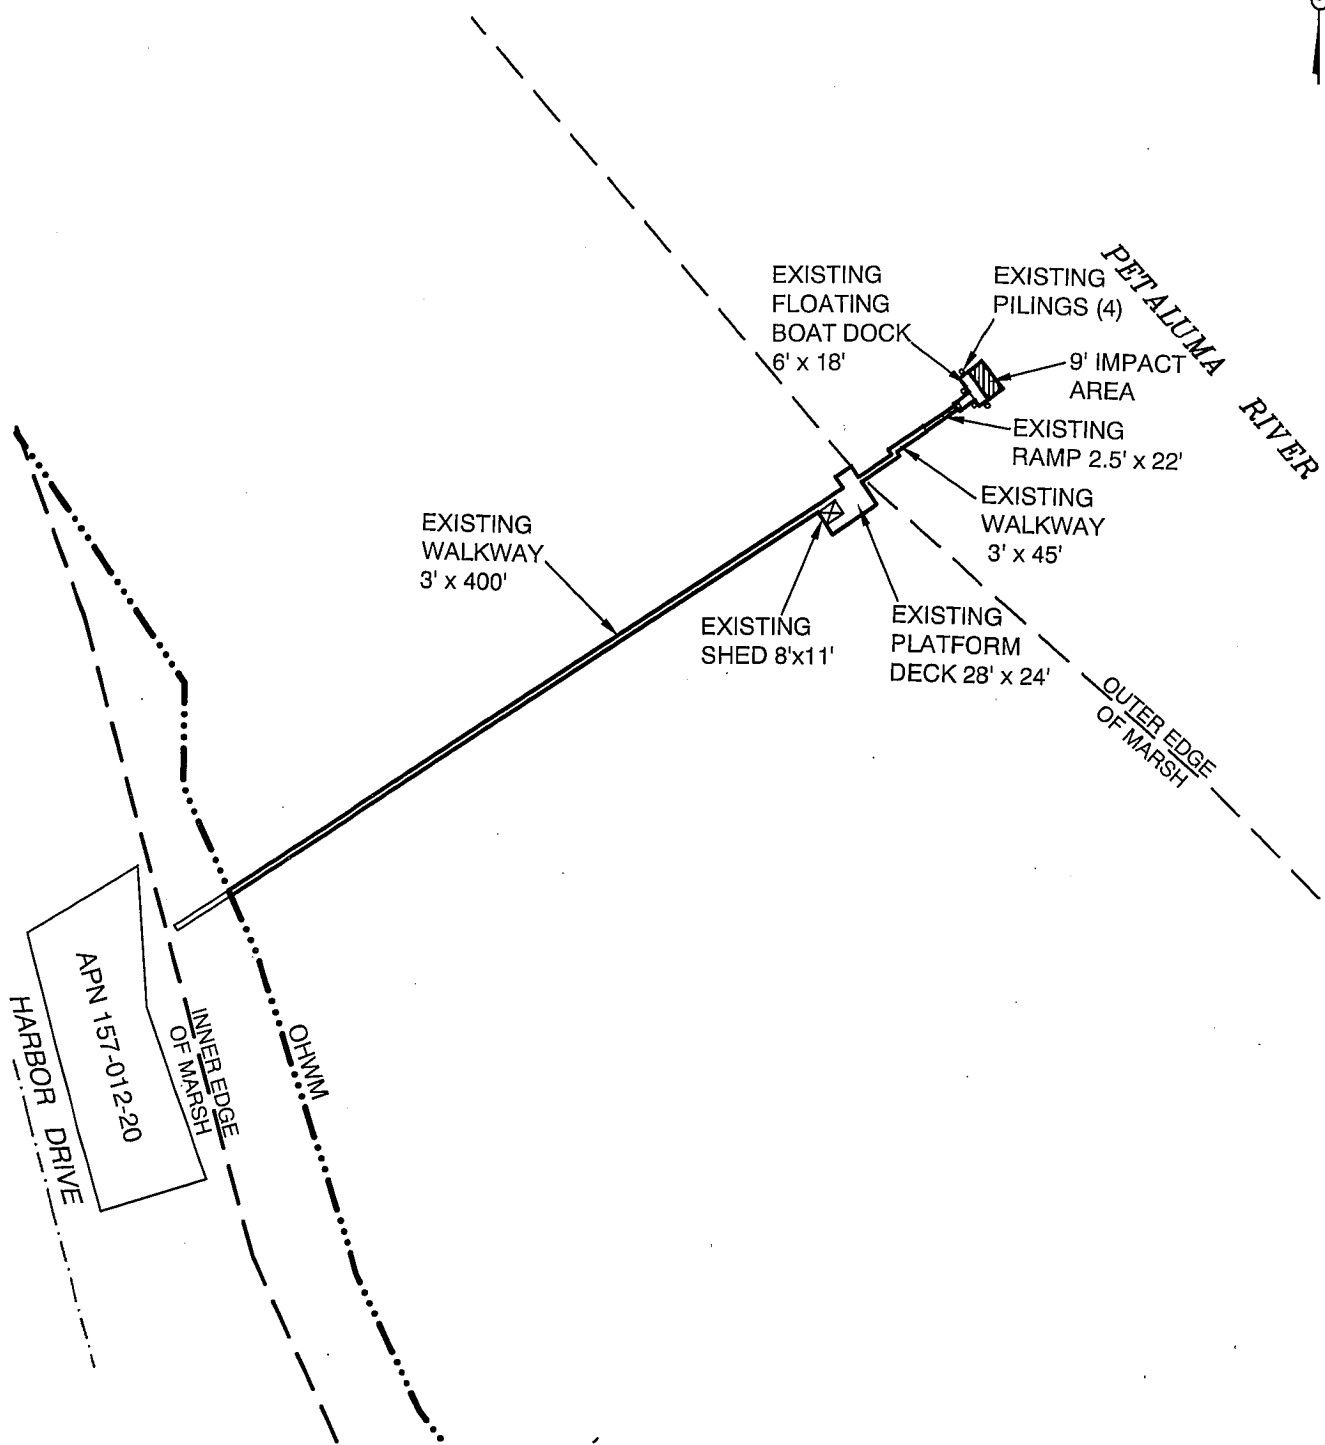 EXISTING
FLOATING
BOAT DOCK
6' x 18'
EXISTING
PILINGS (4)
PETALUMA RIVER
9' IMPACT
AREA
EXISTING
RAMP 2.5' x 22'
EXISTING
WALKWAY
3' x 45'
EXISTING
WALKWAY
3' x 400'
EXISTING
SHED 8'x11'
EXISTING
PLATFORM
DECK 28' x 24'
OUTER EDGE
OF MARSH
APN 157-012-20
HARBOR DRIVE
INNER EDGE
OF MARSH
OHWM